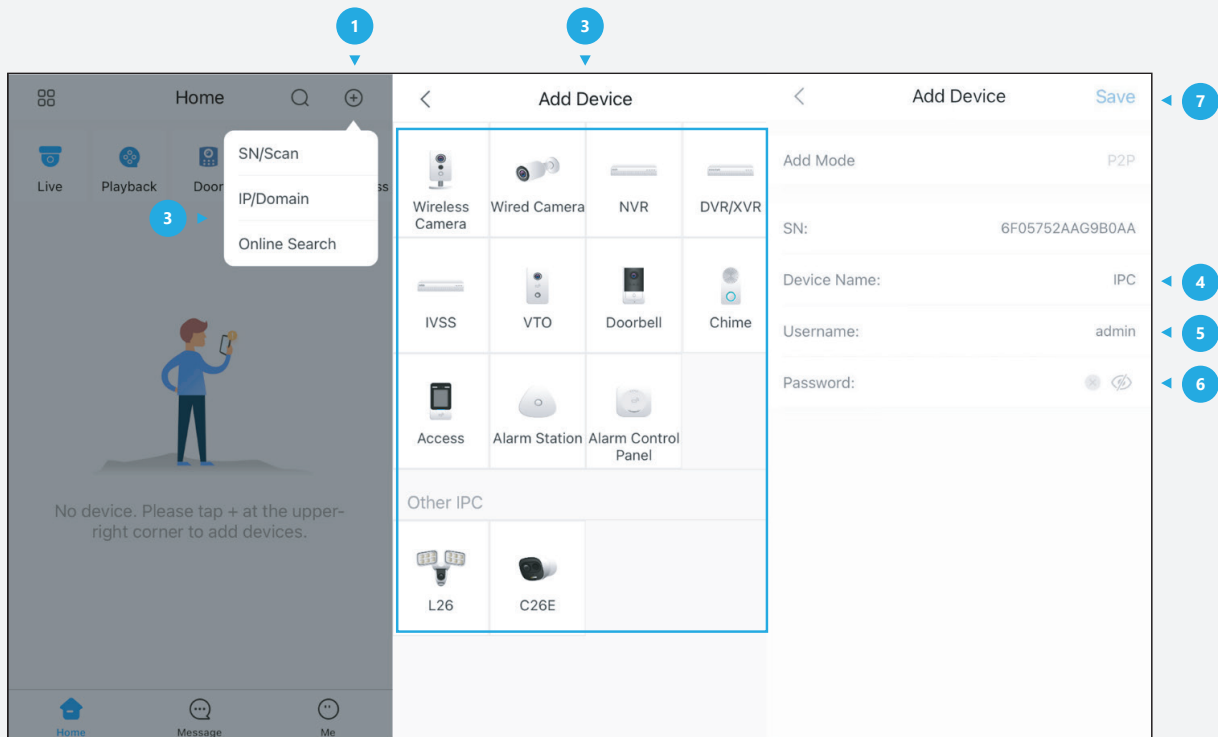 1
3
Home
SN/Scan
IP/Domain
Online Search
3
Live
Playback
Door
ss
No device. Please tap + at the upper-
right corner to add devices.
Home
Message
Me
Add Device
Wireless
Camera
Wired Camera
NVR
DVR/XVR
IVSS
VTO
Doorbell
Chime
Access
Alarm Station
Alarm Control
Panel
Other IPC
L26
C26E
Add Device
Save
7
Add Mode
P2P
SN:
6F05752AAG9B0AA
Device Name:
IPC
4
Username:
admin
5
Password:
6